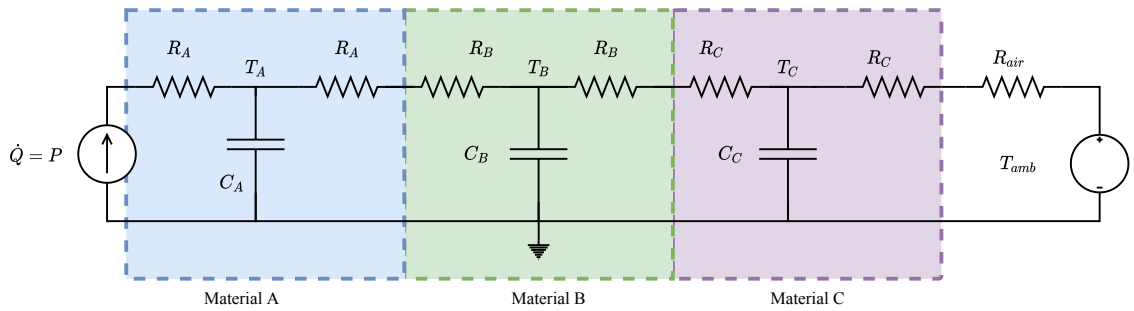 R_A
R_A
R_B
R_B
R_C
R_C
R_air
T_A
T_B
T_C
Q̇ = P
C_A
C_B
C_C
T_amb
+
-
Material A
Material B
Material C